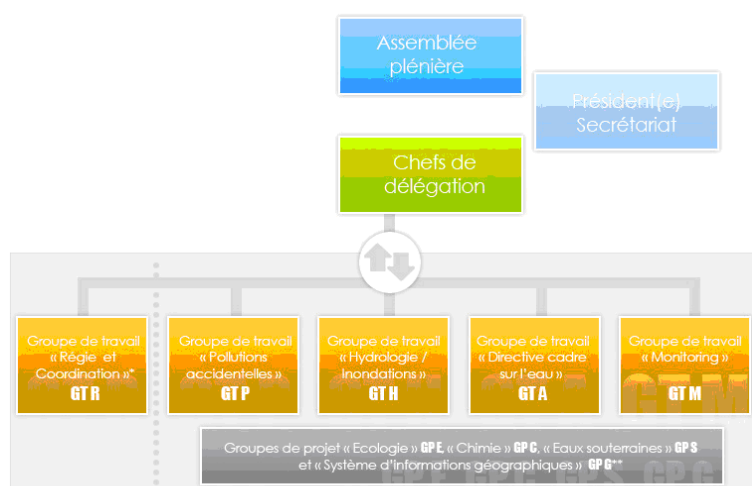 Assemblée
plénière
Président(e)
Secrétariat
Chefs de
délégation
Groupe de travail
« Régie et
Coordination »*
GT R
Groupe de travail
« Pollutions
accidentelles »
GT P
Groupe de travail
« Hydrologie /
Inondations »
GT H
Groupe de travail
« Directive cadre
sur l'eau »
GT A
Groupe de travail
« Monitoring »
GT M
Groupes de projet « Ecologie » GP E, « Chimie » GP C, « Eaux souterraines » GP S
et « Système d'informations géographiques » GP G**